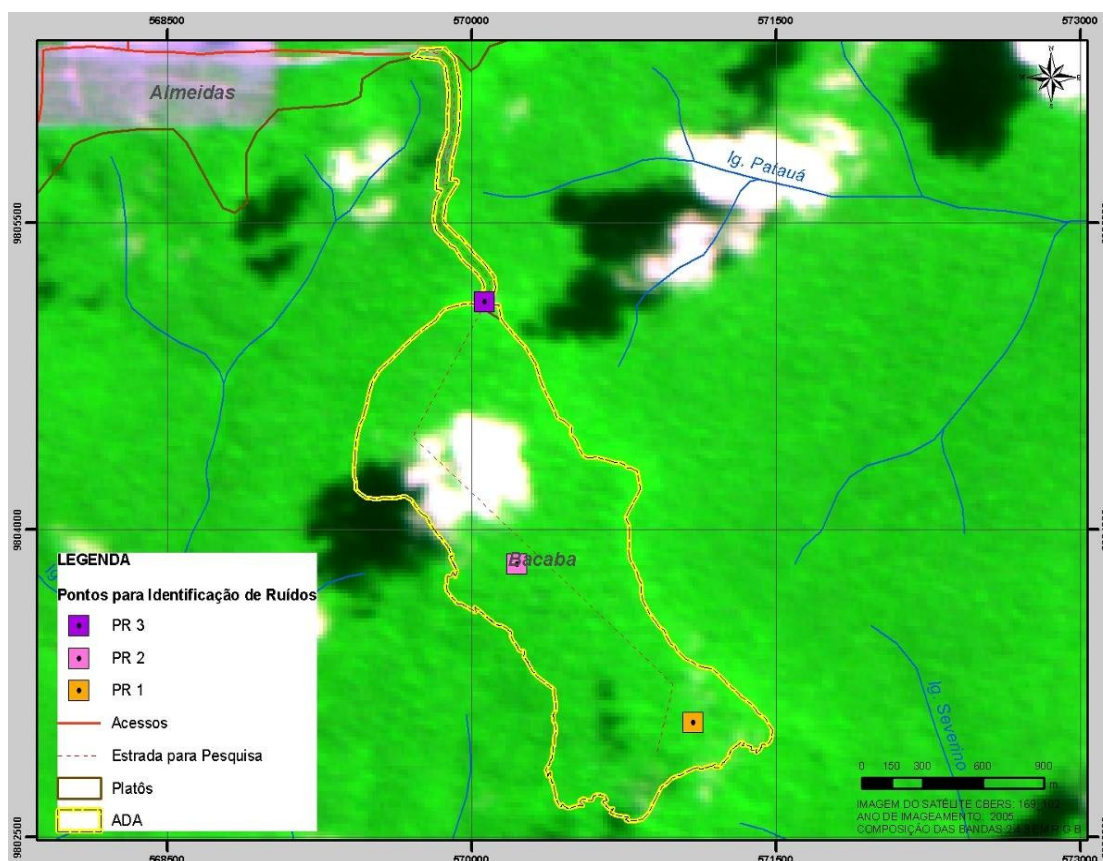 568500 570000 571500 573000
Almeidas
Ig. Patauá
9805500
9804000
Bacaba
LEGENDA
Pontos para Identificação de Ruídos
PR 3
PR 2
PR 1
Acessos
Estrada para Pesquisa
Platôs
ADA
Ig. Severino
0 150 300 600 900
m
IMAGEM DO SATÉLITE CBERS: 169
ANO DE IMAGEAMENTO: 2005
COMPOSIÇÃO DAS BANDAS EM R G B
9802500
568500 570000 571500 573000